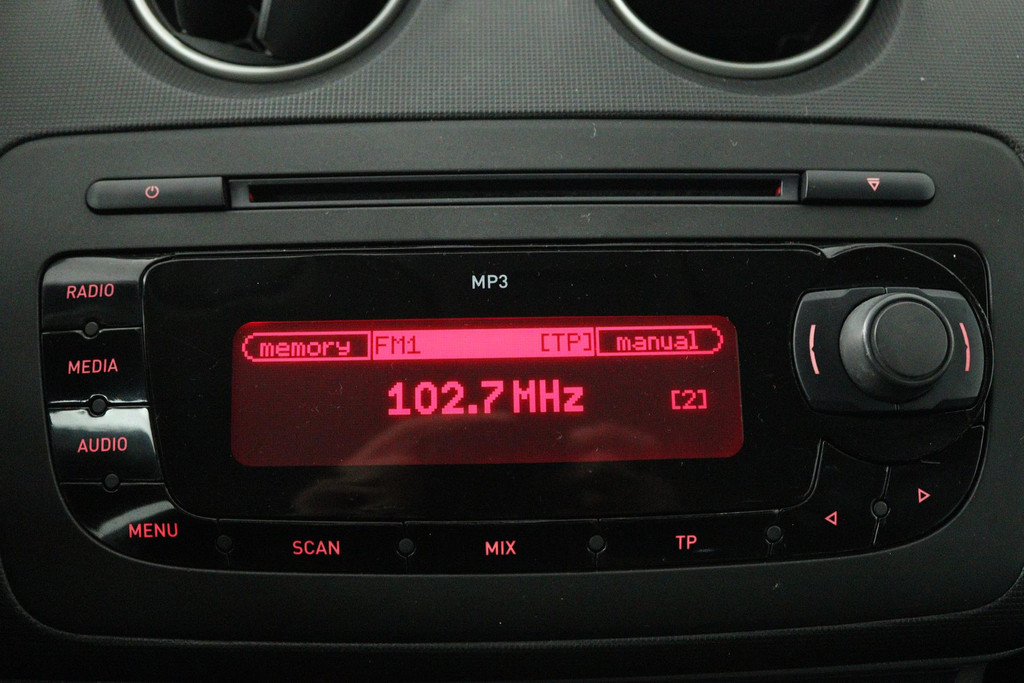 MP3
RADIO
memory FM1 [TP] manual
MEDIA
102.7 MHz [2]
AUDIO
MENU
SCAN MIX TP